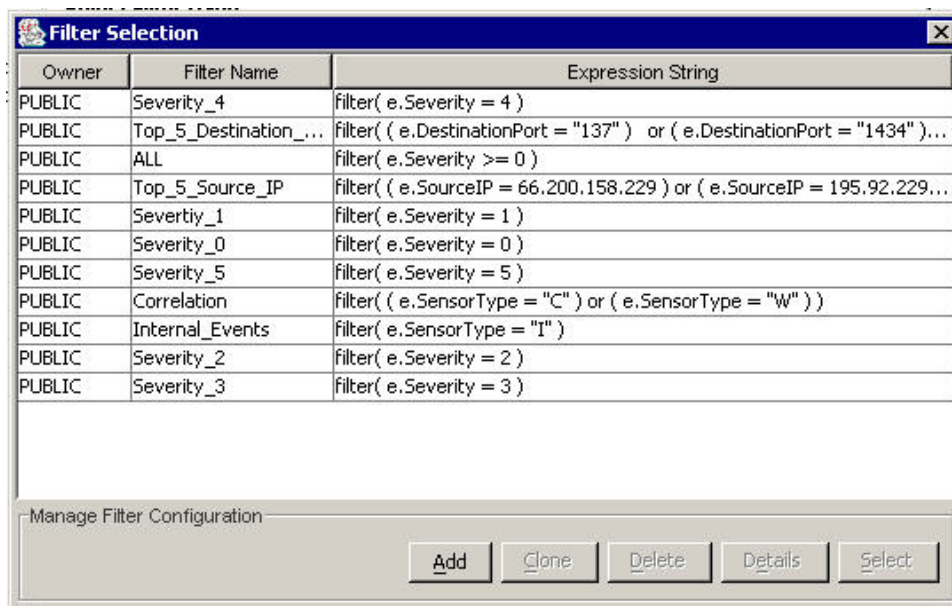 Filter Selection
Owner Filter Name Expression String
PUBLIC Severity_4 filter( e.Severity = 4 )
PUBLIC Top_5_Destination_... filter( ( e.DestinationPort = "137" ) or ( e.DestinationPort = "1434" )...
PUBLIC ALL filter( e.Severity >= 0 )
PUBLIC Top_5_Source_IP filter( ( e.SourceIP = 66.200.158.229 ) or ( e.SourceIP = 195.92.229...
PUBLIC Severtiy_1 filter( e.Severity = 1 )
PUBLIC Severity_0 filter( e.Severity = 0 )
PUBLIC Severity_5 filter( e.Severity = 5 )
PUBLIC Correlation filter( ( e.SensorType = "C" ) or ( e.SensorType = "W" ) )
PUBLIC Internal_Events filter( e.SensorType = "I" )
PUBLIC Severity_2 filter( e.Severity = 2 )
PUBLIC Severity_3 filter( e.Severity = 3 )
Manage Filter Configuration
Add Clone Delete Details Select